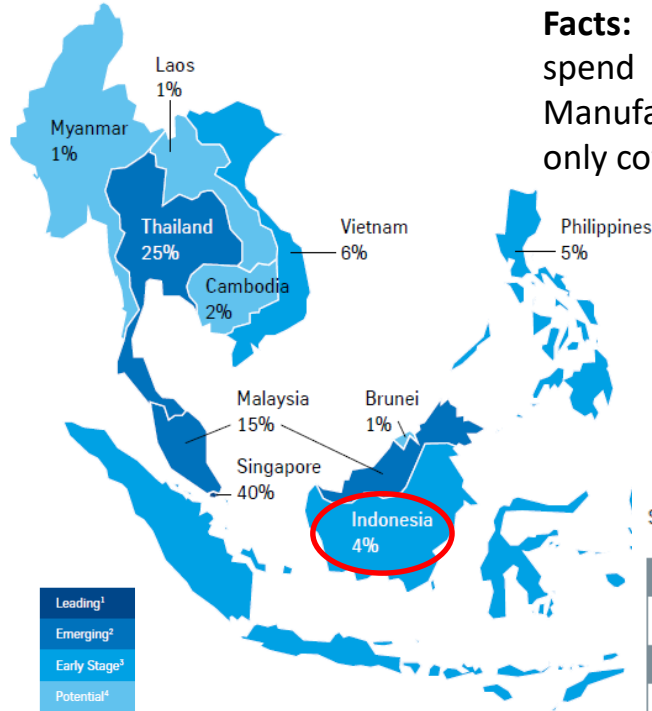 Facts:
spend
Manufa
only co
Laos
1%
Myanmar
1%
Thailand
25%
Vietnam
6%
Philippines
5%
Cambodia
2%
Malaysia
15%
Brunei
1%
Singapore
40%
Indonesia
4%
S
Leading1
Emerging2
Early Stage3
Potential4